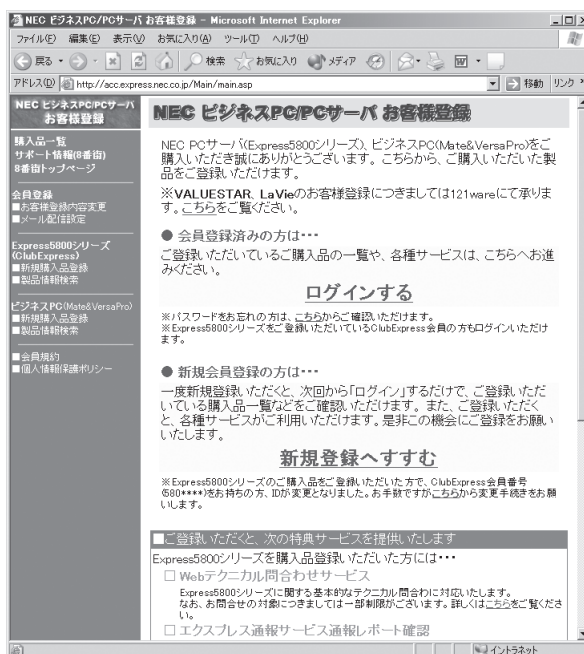 NEC ビジネスPC/PCサーバ お客様登録 - Microsoft Internet Explorer
ファイル(F) 編集(E) 表示(V) お気に入り(A) ツール(T) ヘルプ(H)
戻る 検索 お気に入り メディア
アドレス(D) http://acc.express.nec.co.jp/Main/main.asp 移動 リンク »
NEC ビジネスPC/PCサーバ
お客様登録
購入品一覧
サポート情報(8番街)
8番街トップページ
会員登録
■お客様登録内容変更
■メール配信設定
Express5800シリーズ
(ClubExpress)
■新規購入品登録
■製品情報検索
ビジネスPC(Mate&VersaPro)
■新規購入品登録
■製品情報検索
■会員規約
■個人情報保護ポリシー
NEC ビジネスPC/PCサーバ お客様登録
NEC PCサーバ(Express5800シリーズ)、ビジネスPC(Mate&VersaPro)をご
購入いただき誠にありがとうございます。こちらから、ご購入いただいた製
品をご登録いただけます。
※VALUESTAR、LaVieのお客様登録につきましては121wareにて承りま
す。こちらをご覧ください。
● 会員登録済みの方は…
ご登録いただいているご購入品の一覧や、各種サービスは、こちらへお進
みください。
ログインする
※パスワードをお忘れの方は、こちらからご確認いただけます。
※Express5800シリーズをご登録いただいているClubExpress会員の方もログインいただけ
ます。
● 新規会員登録の方は…
一度新規登録いただくと、次回から「ログイン」するだけで、ご登録いただ
いている購入品一覧などをご確認いただけます。また、ご登録いただく
と、各種サービスがご利用いただけます。是非この機会にご登録をお願い
いたします。
新規登録へすすむ
※Express5800シリーズのご購入品をご登録いただいた方で、ClubExpress会員番号
(580****)をお持ちの方、IDが変更となりました。お手数ですがこちらから変更手続きをお願
いします。
■ご登録いただくと、次の特典サービスを提供いたします
Express5800シリーズを購入品登録いただいた方には・・・
□ Webテクニカル問合わせサービス
Express5800シリーズに関する基本的なテクニカル問合わせに対応いたします。
なお、お問合せの対象につきましては一部制限がございます。詳しくはこちらをご覧くださ
い。
□ エクスプレス通報サービス通報レポート確認
イントラネット